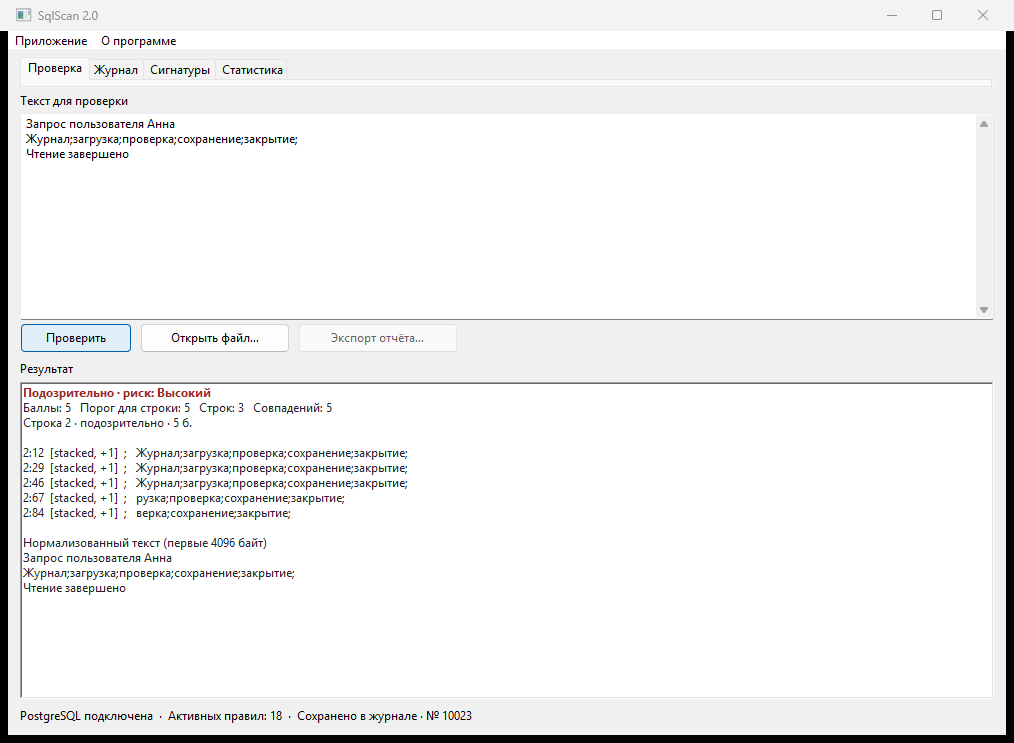 SqlScan 2.0
Приложение О программе
Проверка Журнал Сигнатуры Статистика
Текст для проверки
Запрос пользователя Анна
Журнал;загрузка;проверка;сохранение;закрытие;
Чтение завершено
Проверить Открыть файл... Экспорт отчёта...
Результат
Подозрительно · риск: Высокий
Баллы: 5 Порог для строки: 5 Строк: 3 Совпадений: 5
Строка 2 · подозрительно · 5 б.
2:12 [stacked, +1] ; Журнал;загрузка;проверка;сохранение;закрытие;
2:29 [stacked, +1] ; Журнал;загрузка;проверка;сохранение;закрытие;
2:46 [stacked, +1] ; Журнал;загрузка;проверка;сохранение;закрытие;
2:67 [stacked, +1] ; рузка;проверка;сохранение;закрытие;
2:84 [stacked, +1] ; верка;сохранение;закрытие;
Нормализованный текст (первые 4096 байт)
Запрос пользователя Анна
Журнал;загрузка;проверка;сохранение;закрытие;
Чтение завершено
PostgreSQL подключена · Активных правил: 18 · Сохранено в журнале · № 10023